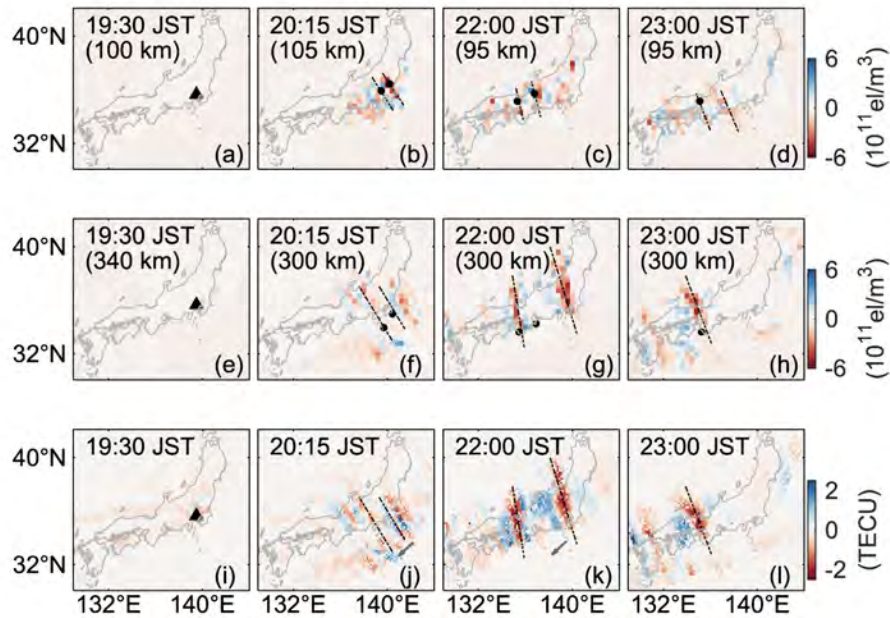 19:30 JST
(100 km)
(a)
20:15 JST
(105 km)
(b)
22:00 JST
(95 km)
(c)
23:00 JST
(95 km)
(d)
40°N
32°N
6
0
-6
(10¹¹el/m³)
19:30 JST
(340 km)
(e)
20:15 JST
(300 km)
(f)
22:00 JST
(300 km)
(g)
23:00 JST
(300 km)
(h)
40°N
32°N
6
0
-6
(10¹¹el/m³)
19:30 JST
(i)
20:15 JST
(j)
22:00 JST
(k)
23:00 JST
(l)
40°N
32°N
2
0
-2
(TECU)
132°E 140°E
132°E 140°E
132°E 140°E
132°E 140°E